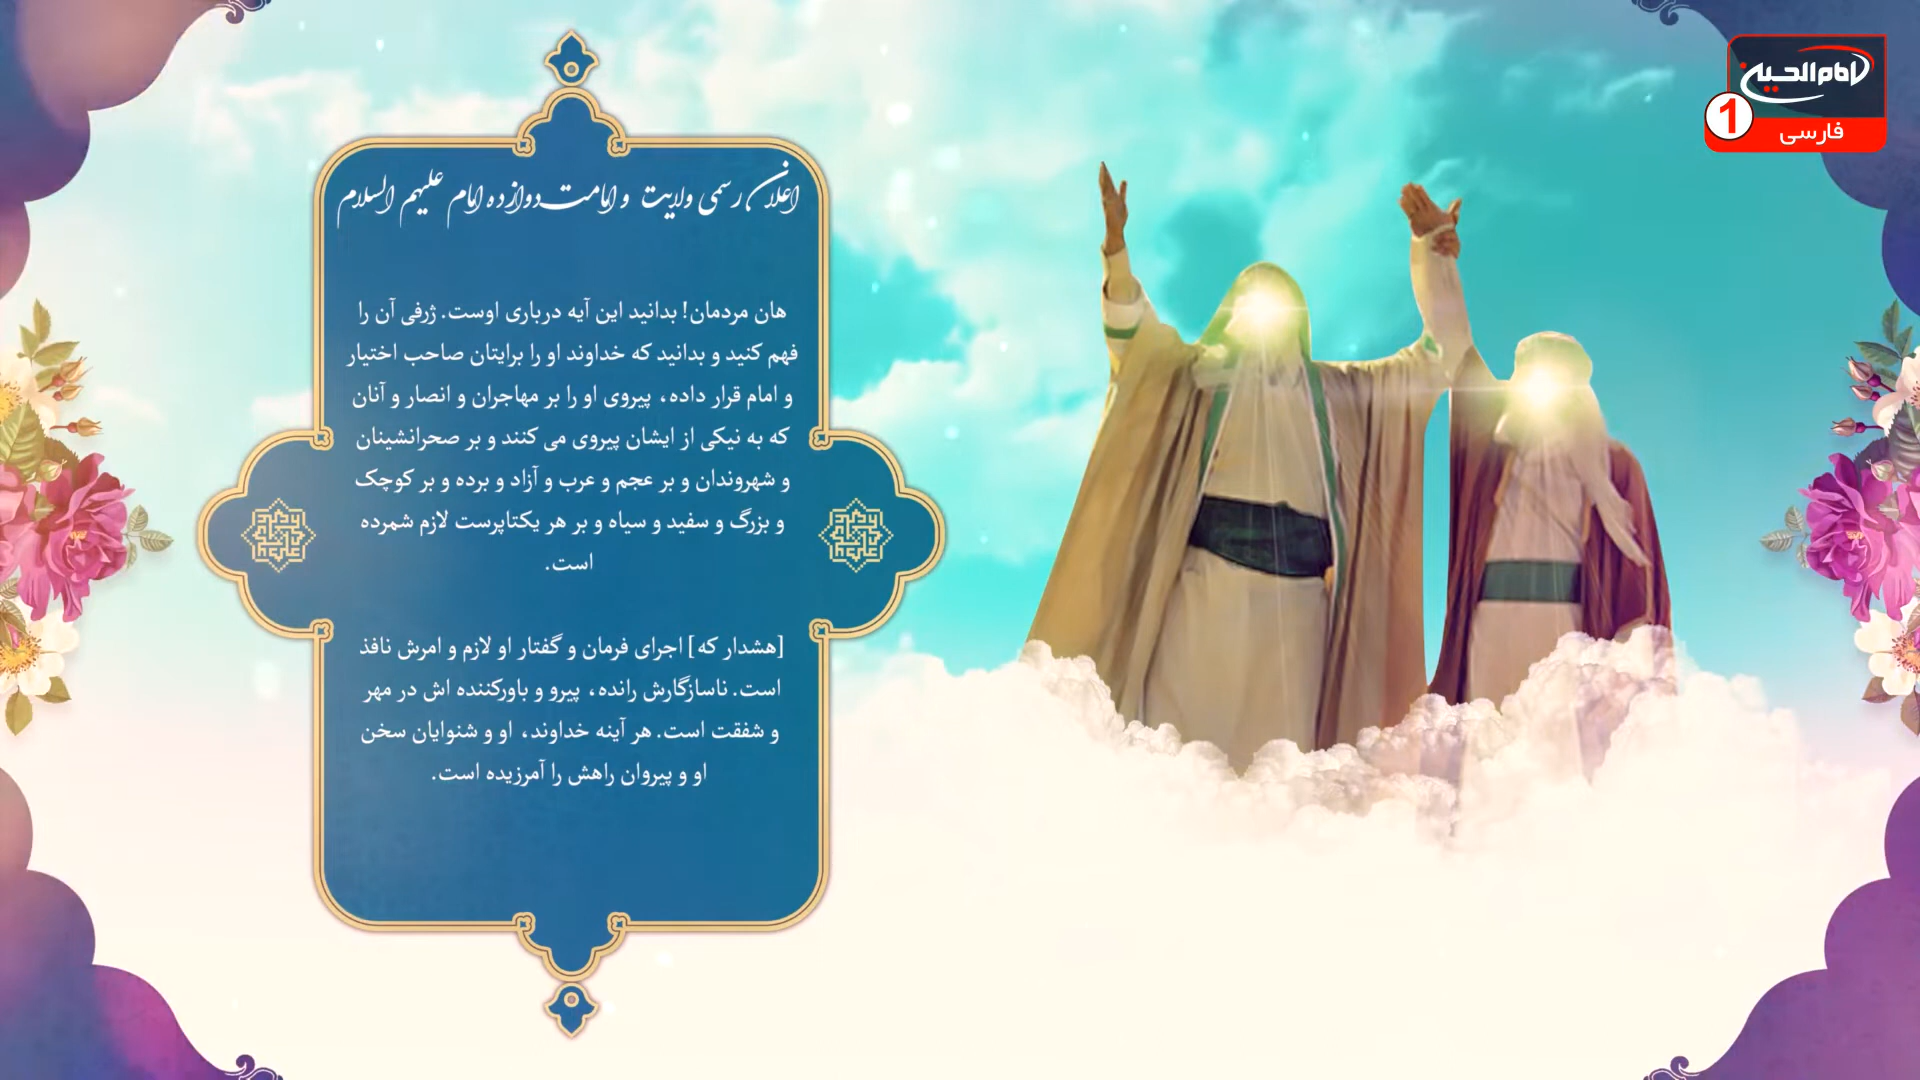 امام الحسین
1
فارسی
اعلان رسمی ولایت و امامت دوازده امام علیهم السلام
هان مردمان! بدانید این آیه درباری اوست. ژرفی آن را
فهم کنید و بدانید که خداوند او را برایتان صاحب اختیار
و امام قرار داده، پیروی او را بر مهاجران و انصار و آنان
که به نیکی از ایشان پیروی می کنند و بر صحرانشینان
و شهروندان و بر عجم و عرب و آزاد و برده و بر کوچک
و بزرگ و سفید و سیاه و بر هر یکتاپرست لازم شمرده
است.
[هشدار که] اجرای فرمان و گفتار او لازم و امرش نافذ
است. ناسازگارش رانده، پیرو و باورکننده اش در مهر
و شفقت است. هر آینه خداوند، او و شنوایان سخن
او و پیروان راهش را آمرزیده است.